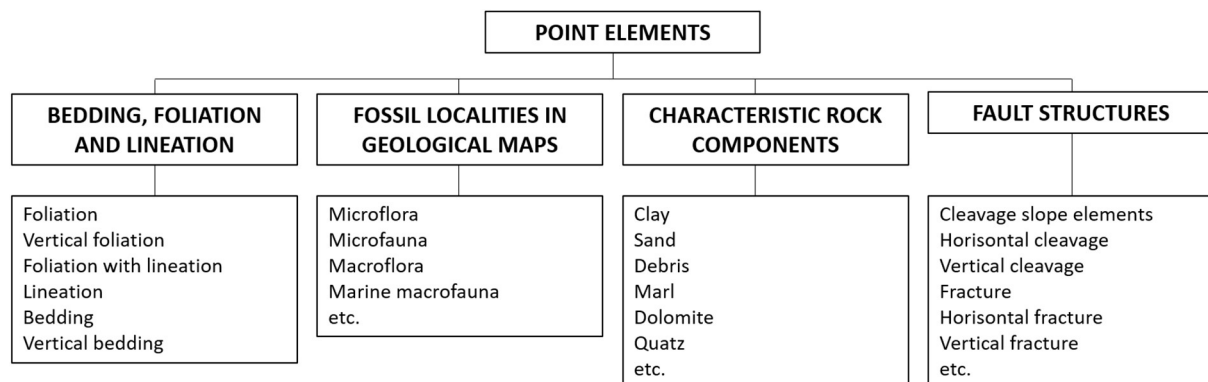 POINT ELEMENTS
BEDDING, FOLIATION
AND LINEATION
Foliation
Vertical foliation
Foliation with lineation
Lineation
Bedding
Vertical bedding
FOSSIL LOCALITIES IN
GEOLOGICAL MAPS
Microflora
Microfauna
Macroflora
Marine macrofauna
etc.
CHARACTERISTIC ROCK
COMPONENTS
Clay
Sand
Debris
Marl
Dolomite
Quatz
etc.
FAULT STRUCTURES
Cleavage slope elements
Horisontal cleavage
Vertical cleavage
Fracture
Horisontal fracture
Vertical fracture
etc.